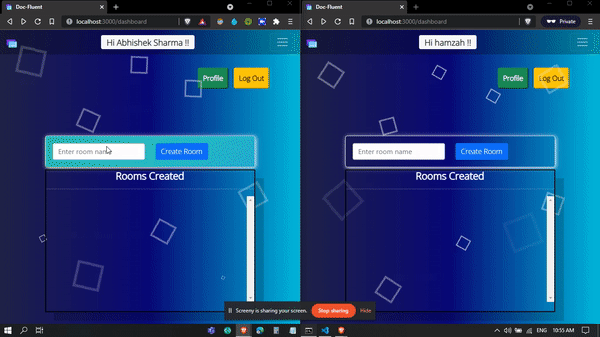 Doc-Fluent
localhost:3000/dashboard
Hi Abhishek Sharma !!
Profile
Log Out
Enter room name
Create Room
Rooms Created
Doc-Fluent
localhost:3000/dashboard
Private
Hi hamzah !!
Profile
Log Out
Enter room name
Create Room
Rooms Created
Screeny is sharing your screen.
Stop sharing
Hide
ENG
10:55 AM